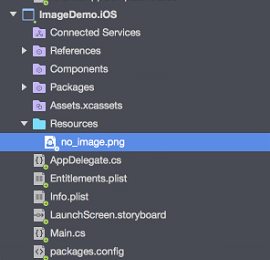 ImageDemo.iOS
Connected Services
References
Components
Packages
Assets.xcassets
Resources
no_image.png
AppDelegate.cs
Entitlements.plist
Info.plist
LaunchScreen.storyboard
Main.cs
packages.config